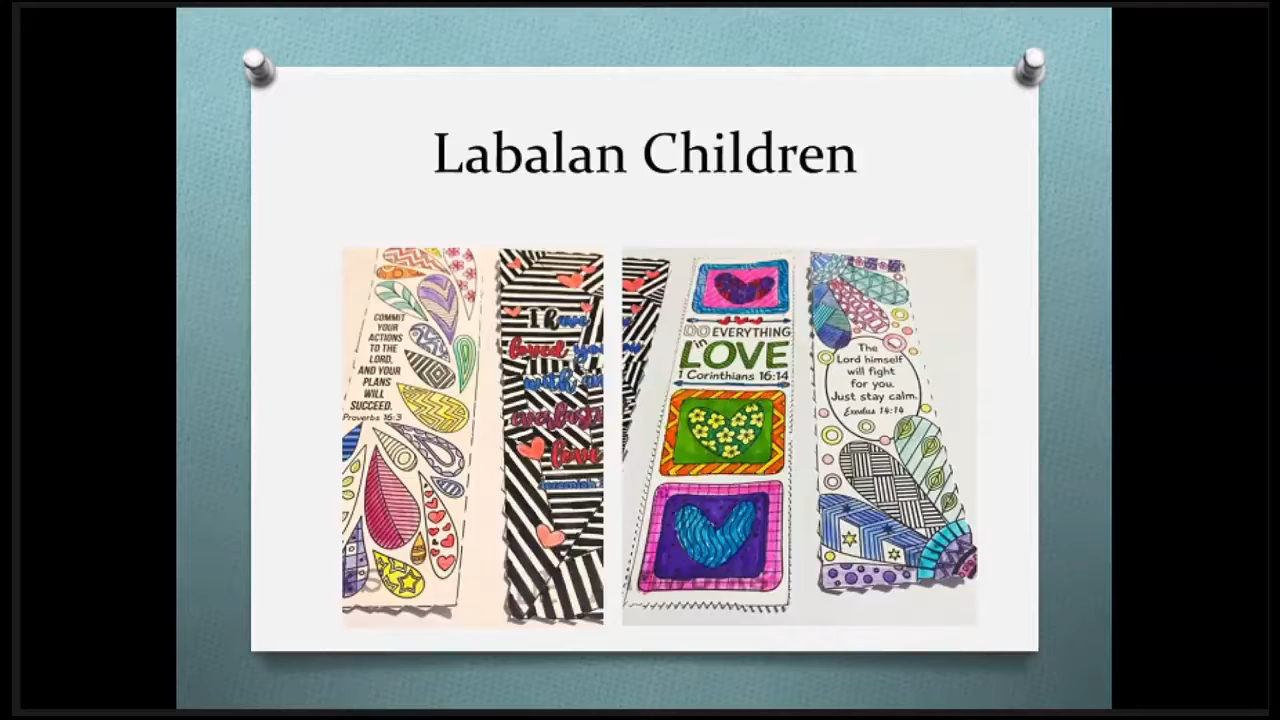 Labalan Children
COMMIT
YOUR
ACTIONS
TO THE
LORD,
AND YOUR
PLANS
WILL
SUCCEED.
Proverbs 16:3
I have
loved you
with an
love
DO EVERYTHING
in
LOVE
1 Corinthians 16:14
The
Lord himself
will fight
for you.
Just stay calm.
Exodus 14:14